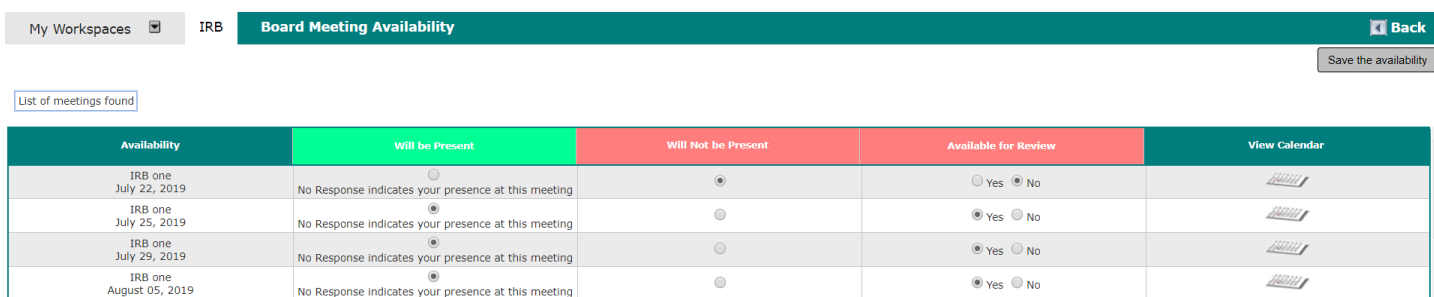 My Workspaces IRB Board Meeting Availability Back
Save the availability
List of meetings found
Availability Will be Present Will Not be Present Available for Review View Calendar
IRB one
July 22, 2019 No Response indicates your presence at this meeting Yes No
IRB one
July 25, 2019 No Response indicates your presence at this meeting Yes No
IRB one
July 29, 2019 No Response indicates your presence at this meeting Yes No
IRB one
August 05, 2019 No Response indicates your presence at this meeting Yes No